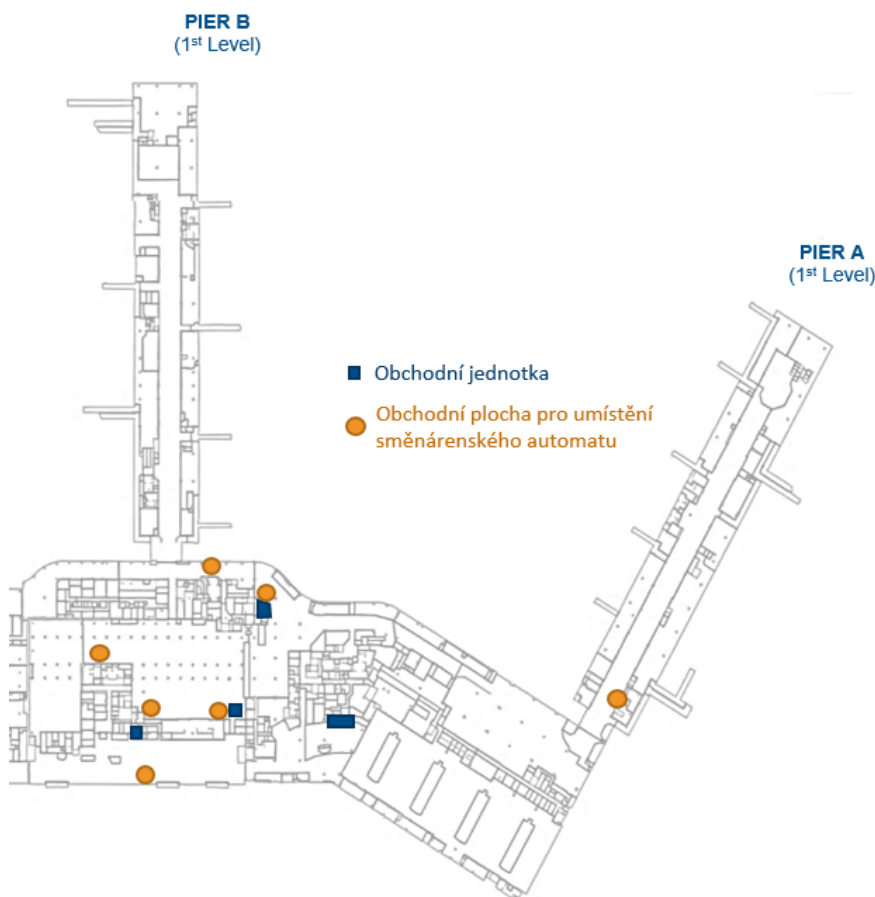 PIER B
(1st Level)
PIER A
(1st Level)
Obchodní jednotka
Obchodní plocha pro umístění
směnárenského automatu